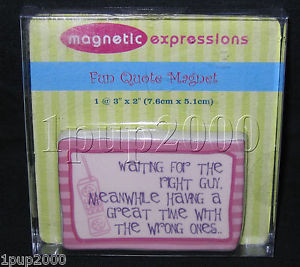 magnetic expressions
Fun Quote Magnet
1 @ 3" x 2" (7.6cm x 5.1cm)
1pup2000
WAITING FOR THE
RIGHT GUY.
MEANWHILE HAVING A
GREAT TIME WITH
THE WRONG ONES..
1pup2000
1pup2000